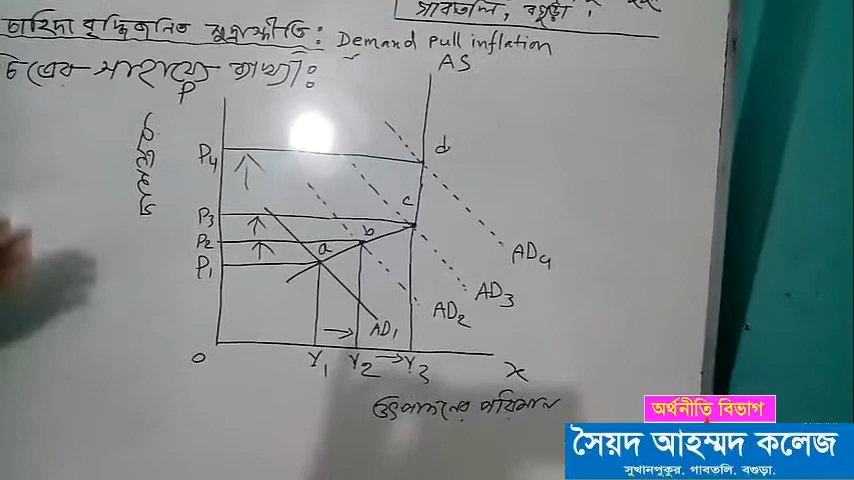 গাবতলি, বগুড়া ।
চাহিদা বৃদ্ধিজনিত মুদ্রাস্ফীতি: Demand Pull inflation
চিত্রের সাহায্যে ব্যাখ্যা:
P
AS
দামস্তর
P4
d
P3
c
P2
b
P1
a
AD4
AD3
AD2
AD1
O
Y1
Y2
Y3
X
উৎপাদনের পরিমান
অর্থনীতি বিভাগ
সৈয়দ আহম্মদ কলেজ
সুখানপুকুর, গাবতলি, বগুড়া.